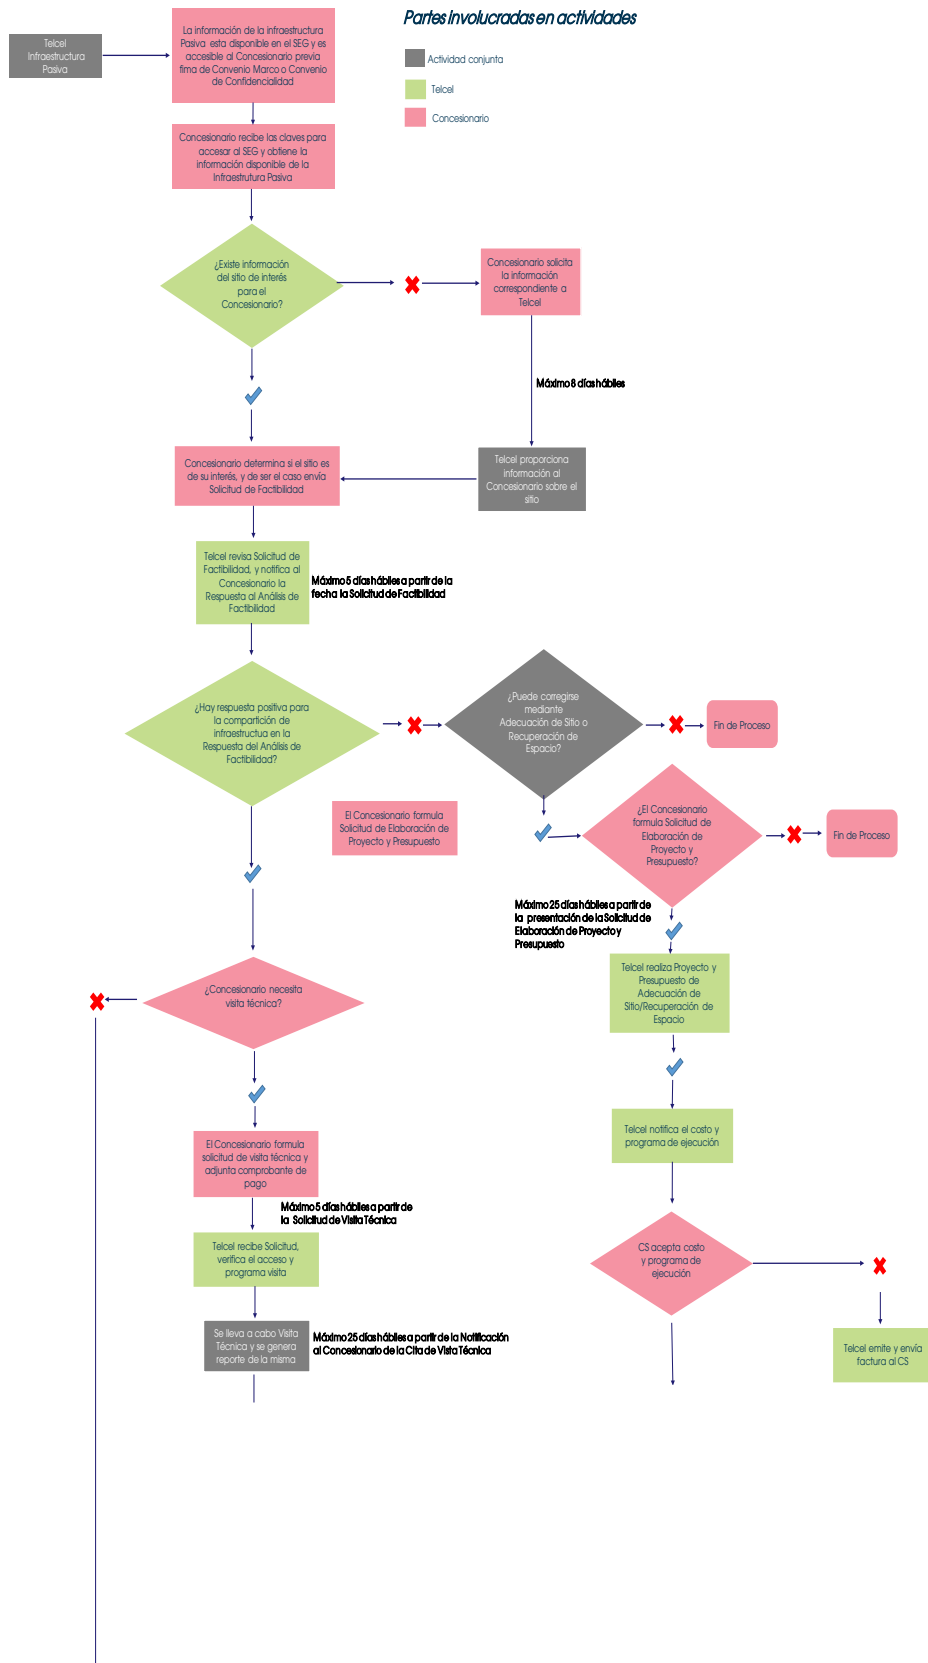 Partes involucradas en actividades
Actividad conjunta
Telcel
Concesionario
Telcel
Infraestructura
Pasiva
La información de la infraestructura
Pasiva esta disponible en el SEG y es
accesible al Concesionario previa
firma de Convenio Marco o Convenio
de Confidencialidad
Concesionario recibe las claves para
accesar al SEG y obtiene la
información disponible de la
Infraestrutura Pasiva
¿Existe información
del sitio de interés
para el
Concesionario?
Concesionario solicita
la información
correspondiente a
Telcel
Máximo 8 días hábiles
Telcel proporciona
información al
Concesionario sobre el
sitio
Concesionario determina si el sitio es
de su interés, y de ser el caso envía
Solicitud de Factibilidad
Telcel revisa Solicitud de
Factibilidad, y notifica al
Concesionario la
Respuesta al Análisis de
Factibilidad
Máximo 5 días hábiles a partir de la
fecha la Solicitud de Factibilidad
¿Hay respuesta positiva para
la compartición de
infraestructua en la
Respuesta del Análisis de
Factibilidad?
¿Puede corregirse
mediante
Adecuación de Sitio o
Recuperación de
Espacio?
Fin de Proceso
El Concesionario formula
Solicitud de Elaboración de
Proyecto y Presupuesto
¿El Concesionario
formula Solicitud de
Elaboración de
Proyecto y
Presupuesto?
Fin de Proceso
Máximo 25 días hábiles a partir de
la presentación de la Solicitud de
Elaboración de Proyecto y
Presupuesto
Telcel realiza Proyecto y
Presupuesto de
Adecuación de
Sitio/Recuperación de
Espacio
¿Concesionario necesita
visita técnica?
Telcel notifica el costo y
programa de ejecución
El Concesionario formula
solicitud de visita técnica y
adjunta comprobante de
pago
Máximo 5 días hábiles a partir de
la Solicitud de Visita Técnica
Telcel recibe Solicitud,
verifica el acceso y
programa visita
CS acepta costo
y programa de
ejecución
Se lleva a cabo Visita
Técnica y se genera
reporte de la misma
Máximo 25 días hábiles a partir de la Notificación
al Concesionario de la Cita de Vista Técnica
Telcel emite y envía
factura al CS